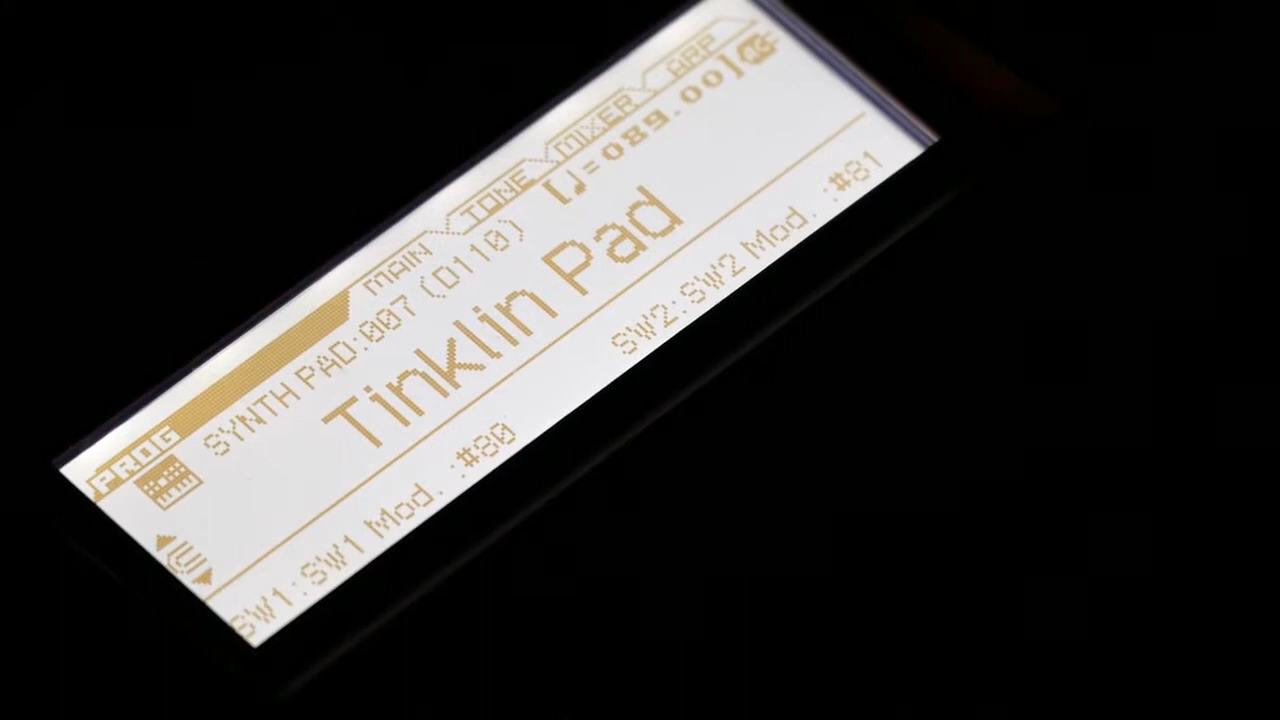 PROG MAIN TONE MIXER ARP
SYNTH PAD:007 (D110) [♩=089.00]
Tinklin Pad
SW1:SW1 Mod. :#80 SW2:SW2 Mod. :#81